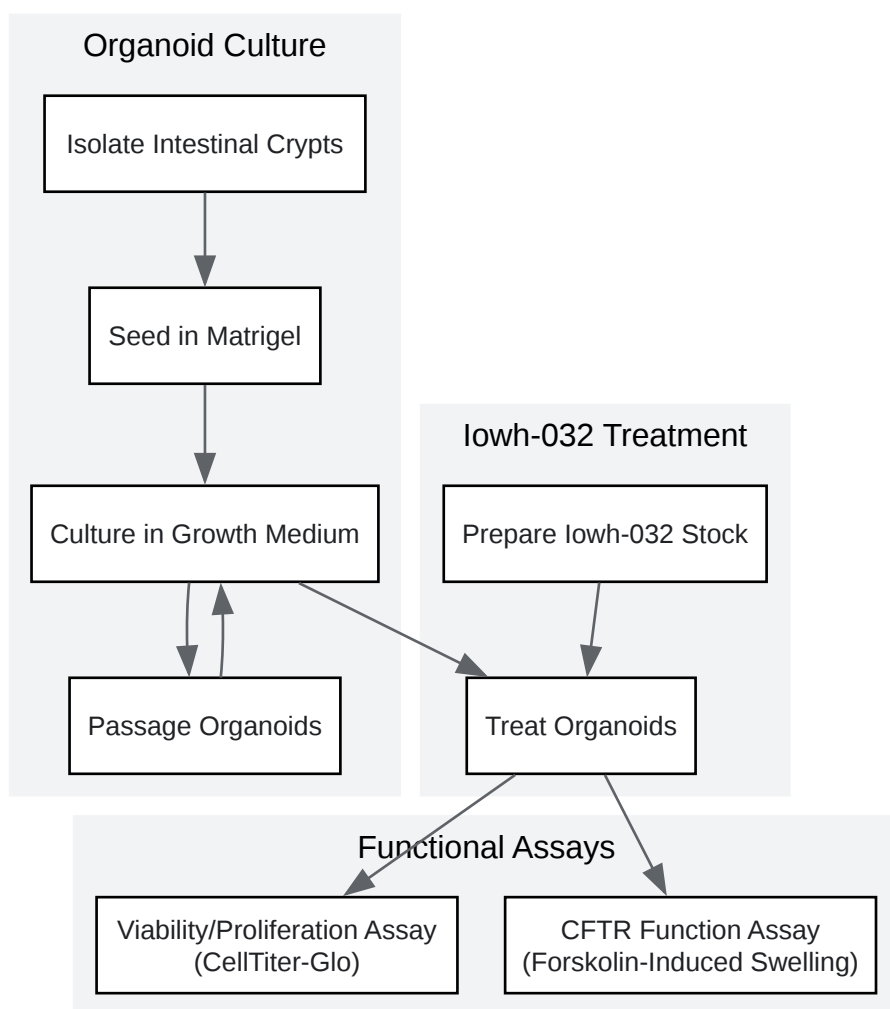 Organoid Culture
Isolate Intestinal Crypts
Seed in Matrigel
Iowh-032 Treatment
Culture in Growth Medium
Prepare Iowh-032 Stock
Passage Organoids
Treat Organoids
Functional Assays
Viability/Proliferation Assay
(CellTiter-Glo)
CFTR Function Assay
(Forskolin-Induced Swelling)